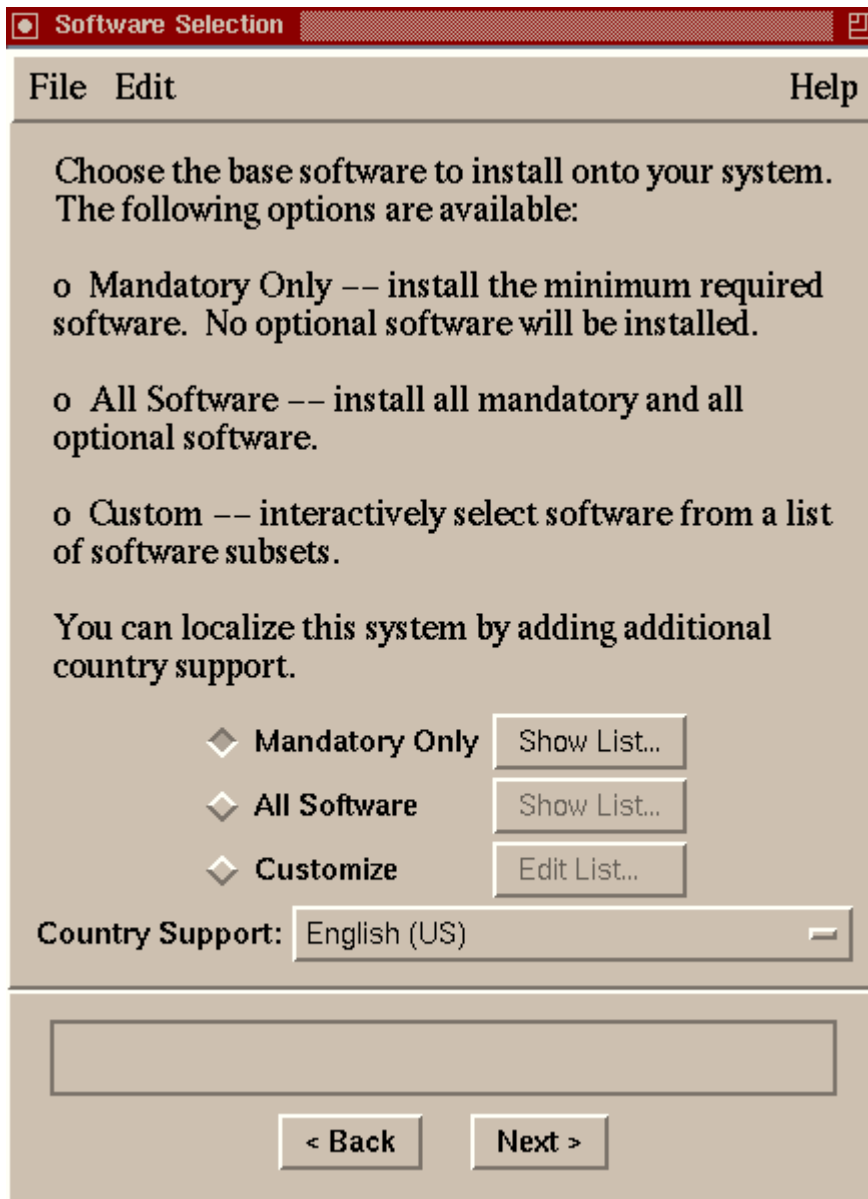 Software Selection
File Edit Help
Choose the base software to install onto your system.
The following options are available:
o Mandatory Only -- install the minimum required
software. No optional software will be installed.
o All Software -- install all mandatory and all
optional software.
o Custom -- interactively select software from a list
of software subsets.
You can localize this system by adding additional
country support.
Mandatory Only Show List...
All Software Show List...
Customize Edit List...
Country Support: English (US)
< Back Next >